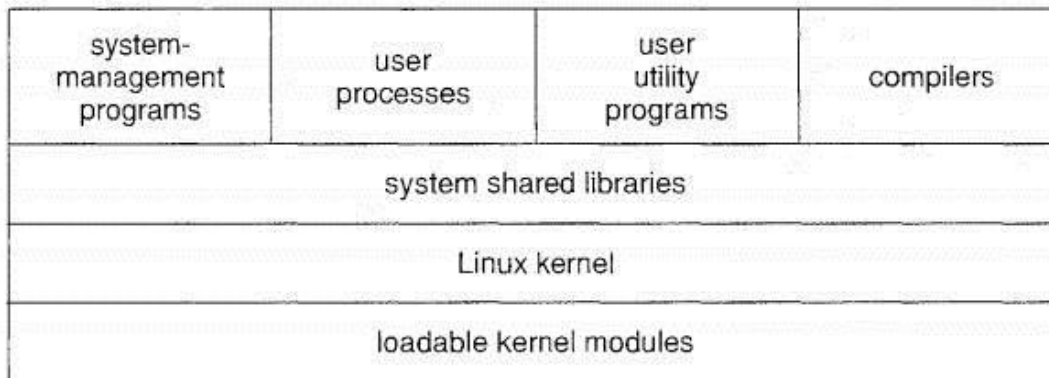 system-
management
programs
user
processes
user
utility
programs
compilers
system shared libraries
Linux kernel
loadable kernel modules